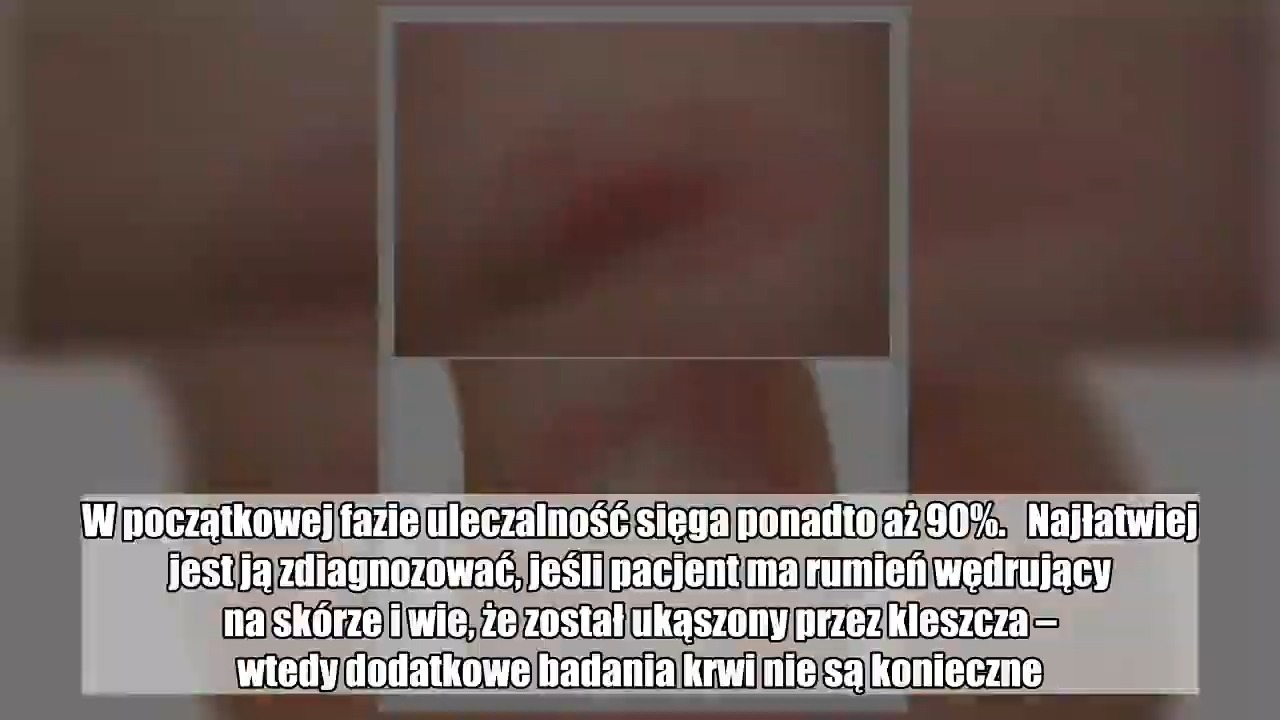 W początkowej fazie uleczalność sięga ponadto aż 90%. Najłatwiej
jest ją zdiagnozować, jeśli pacjent ma rumień wędrujący
na skórze i wie, że został ukąszony przez kleszcza –
wtedy dodatkowe badania krwi nie są konieczne